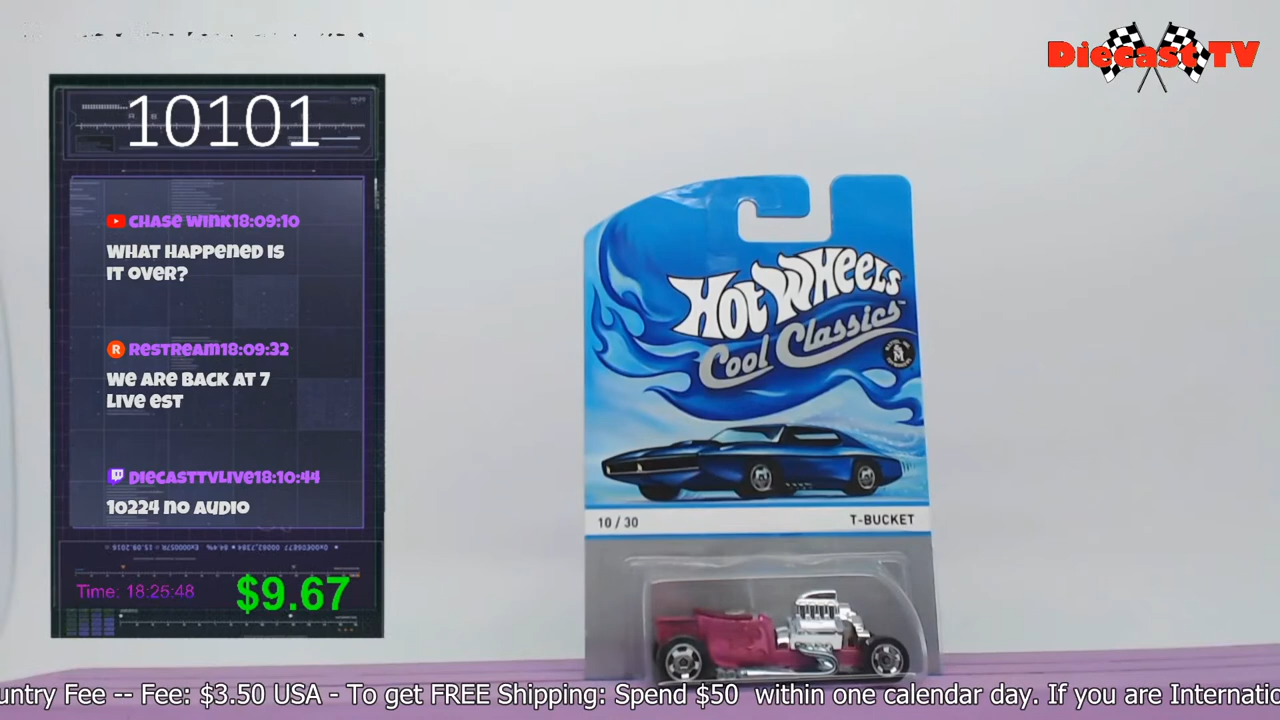 Diecast TV
10101
Chase Wink18:09:10
What happened is
it over?
Restream18:09:32
We are back at 7
live est
DiecastTVLive18:10:44
10224 no audio
Time: 18:25:48
$9.67
Hot Wheels
Cool Classics™
10/30
T-BUCKET
untry Fee -- Fee: $3.50 USA - To get FREE Shipping: Spend $50 within one calendar day. If you are Internatio